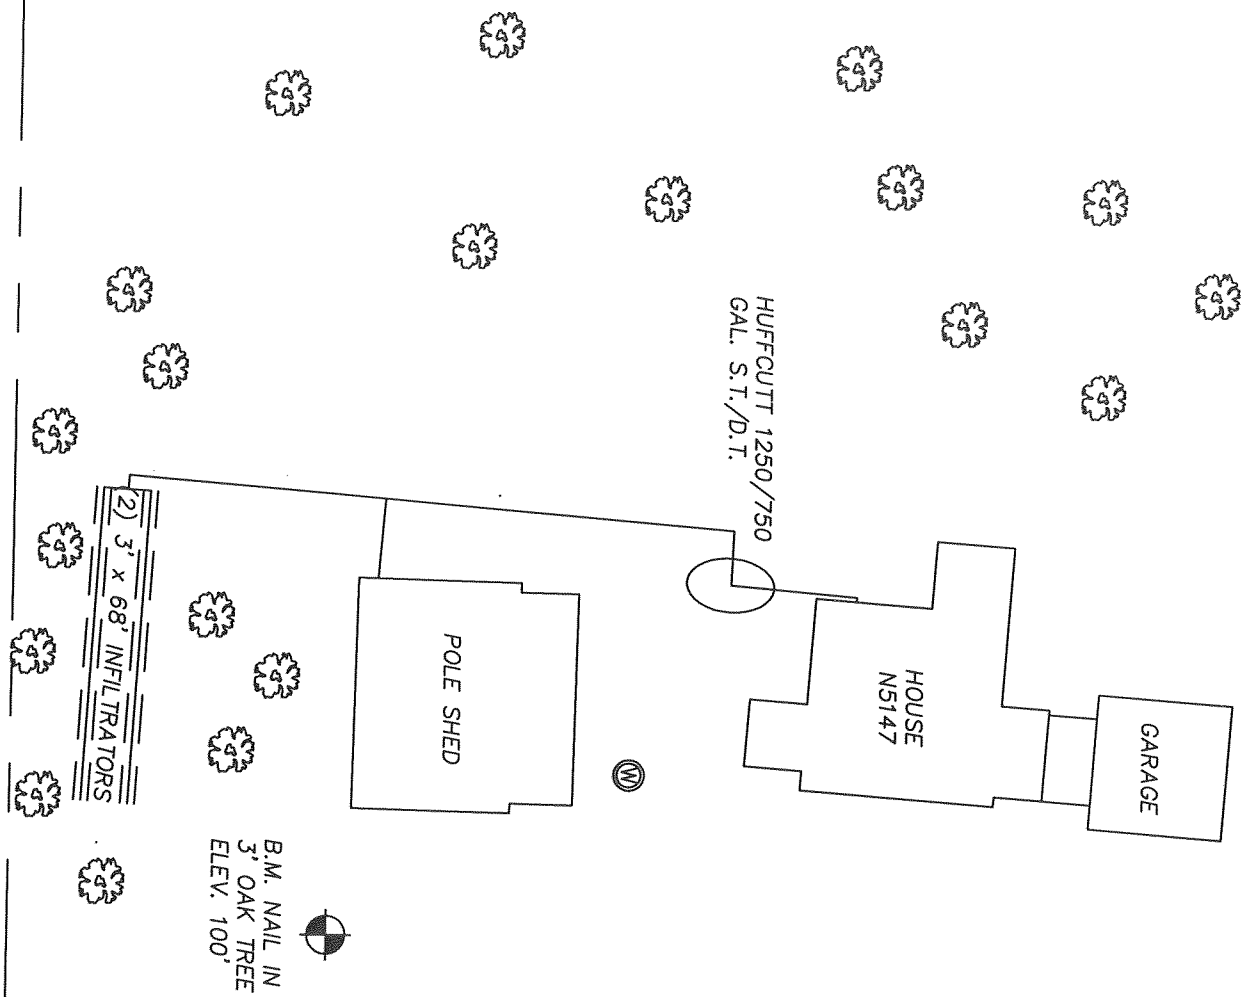 HUFFCUTT 1250/750
GAL. S.T./D.T.
HOUSE
N5147
GARAGE
POLE SHED
W
(2) 3' x 68' INFILTRATORS
B.M. NAIL IN
3' OAK TREE
ELEV. 100'